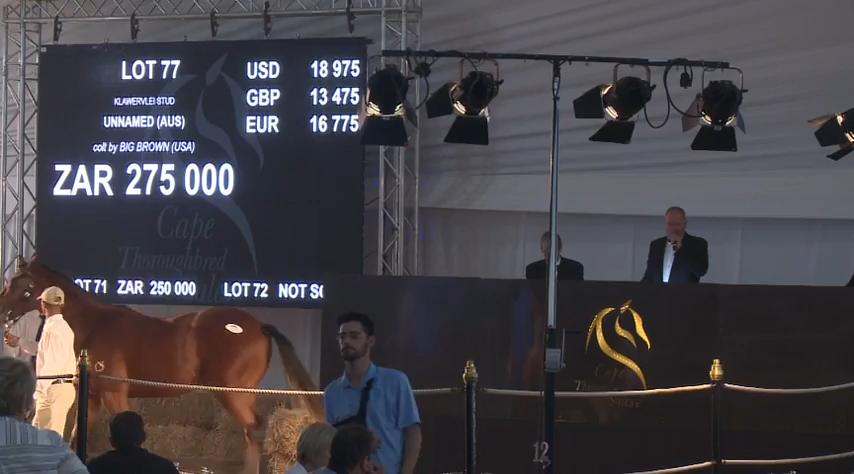 LOT 77
KLAWERVLEI STUD
UNNAMED (AUS)
colt by BIG BROWN (USA)
ZAR 275 000
USD 18 975
GBP 13 475
EUR 16 775
Cape
Thoroughbred
OT 71 ZAR 250 000 LOT 72 NOT SO
Cape
12